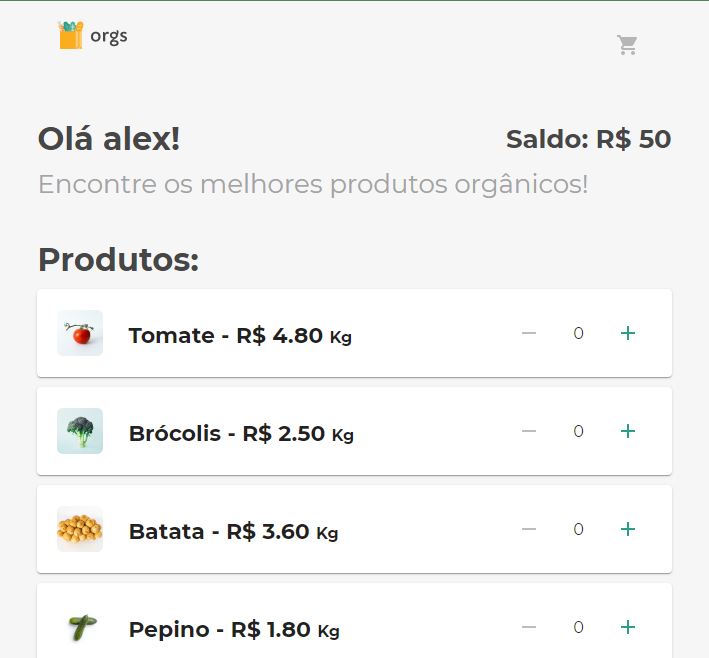 orgs
Olá alex!
Saldo: R$ 50
Encontre os melhores produtos orgânicos!
Produtos:
Tomate - R$ 4.80 Kg
0
Brócolis - R$ 2.50 Kg
0
Batata - R$ 3.60 Kg
0
Pepino - R$ 1.80 Kg
0